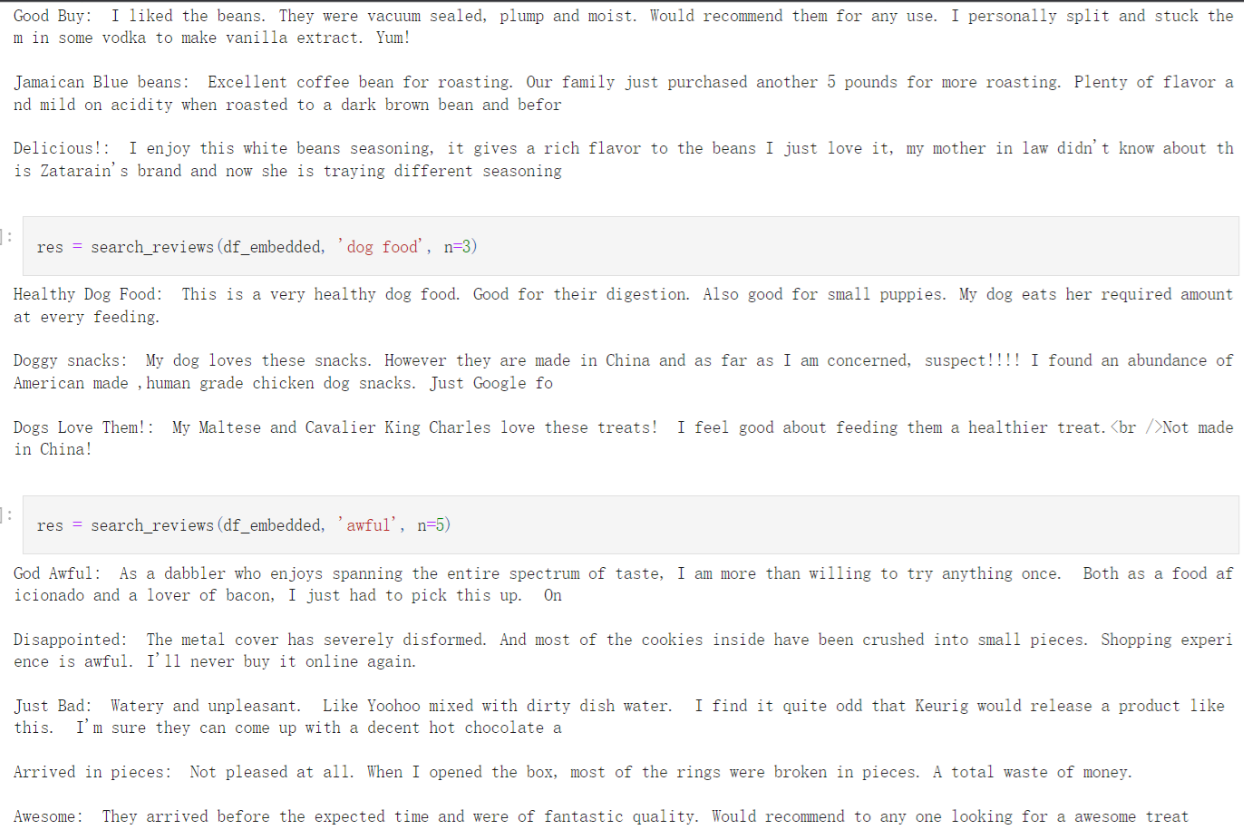 Good Buy:  I liked the beans. They were vacuum sealed, plump and moist. Would recommend them for any use. I personally split and stuck the
m in some vodka to make vanilla extract. Yum!
Jamaican Blue beans:  Excellent coffee bean for roasting. Our family just purchased another 5 pounds for more roasting. Plenty of flavor a
nd mild on acidity when roasted to a dark brown bean and befor
Delicious!:  I enjoy this white beans seasoning, it gives a rich flavor to the beans I just love it, my mother in law didn't know about th
is Zatarain's brand and now she is traying different seasoning
]:
res = search_reviews(df_embedded, 'dog food', n=3)
Healthy Dog Food:  This is a very healthy dog food. Good for their digestion. Also good for small puppies. My dog eats her required amount
at every feeding.
Doggy snacks:  My dog loves these snacks. However they are made in China and as far as I am concerned, suspect!!!! I found an abundance of
American made ,human grade chicken dog snacks. Just Google fo
Dogs Love Them!:  My Maltese and Cavalier King Charles love these treats!  I feel good about feeding them a healthier treat.<br />Not made
in China!
]:
res = search_reviews(df_embedded, 'awful', n=5)
God Awful:  As a dabbler who enjoys spanning the entire spectrum of taste, I am more than willing to try anything once.  Both as a food af
icionado and a lover of bacon, I just had to pick this up.  On
Disappointed:  The metal cover has severely disformed. And most of the cookies inside have been crushed into small pieces. Shopping experi
ence is awful. I'll never buy it online again.
Just Bad:  Watery and unpleasant.  Like Yoohoo mixed with dirty dish water.  I find it quite odd that Keurig would release a product like
this.  I'm sure they can come up with a decent hot chocolate a
Arrived in pieces:  Not pleased at all. When I opened the box, most of the rings were broken in pieces. A total waste of money.
Awesome:  They arrived before the expected time and were of fantastic quality. Would recommend to any one looking for a awesome treat